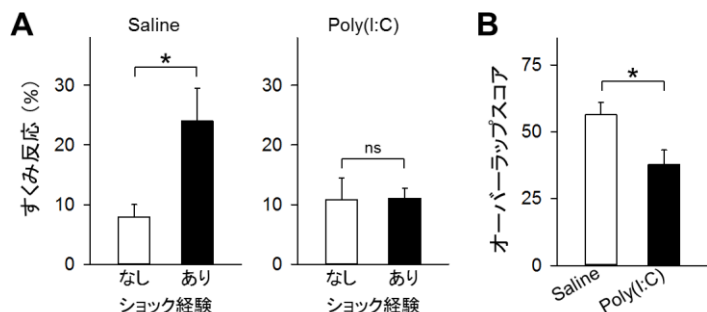 A
Saline
Poly(I:C)
すくみ反応 (%)
30
20
10
0
*
なし
あり
ショック経験
30
20
10
0
ns
なし
あり
ショック経験
B
オーバーラップスコア
75
50
25
0
*
Saline
Poly(I:C)